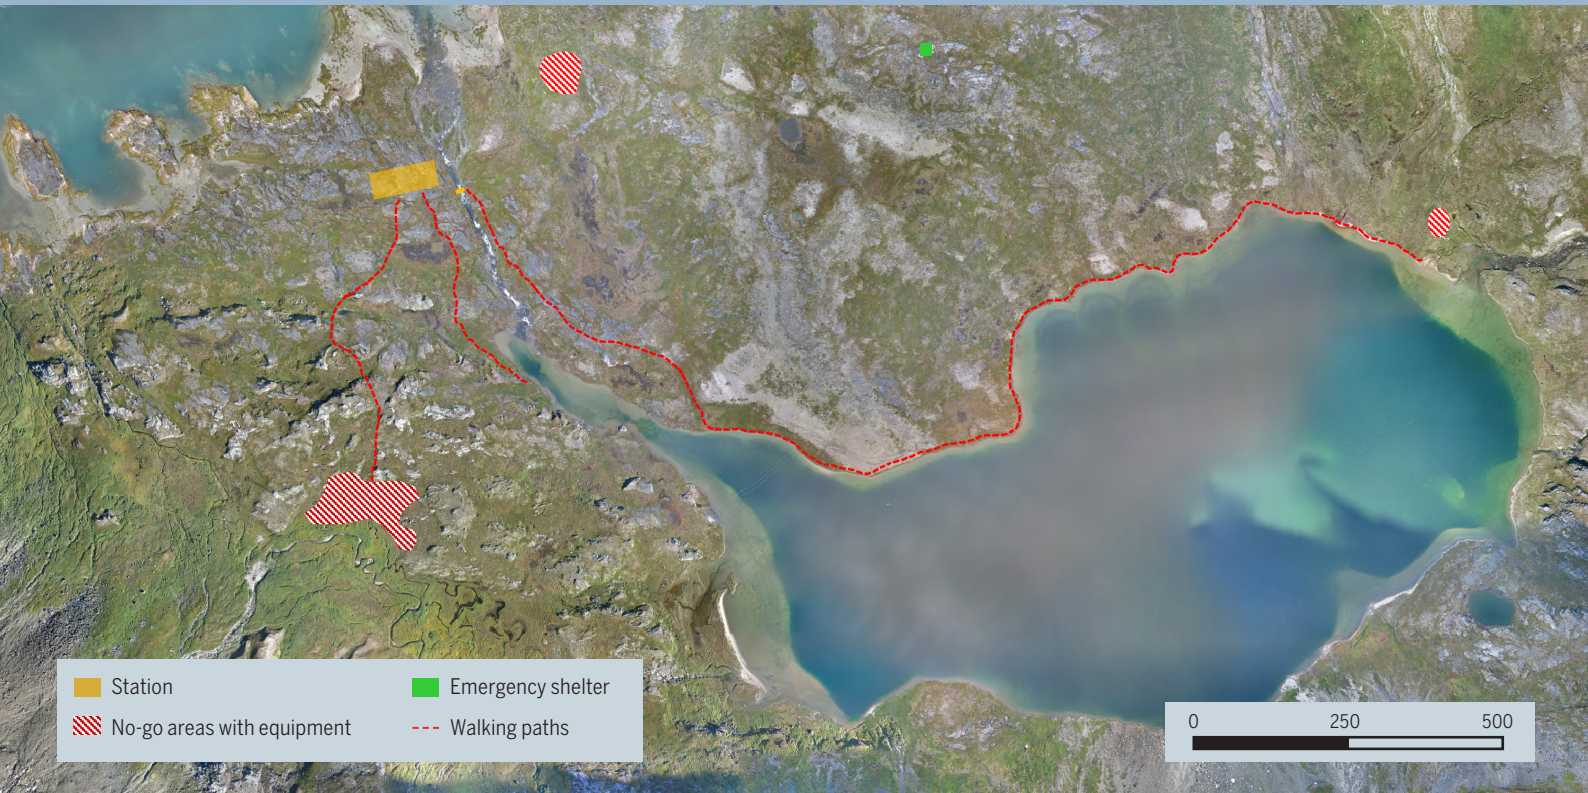 Station
Emergency shelter
No-go areas with equipment
Walking paths
0 250 500